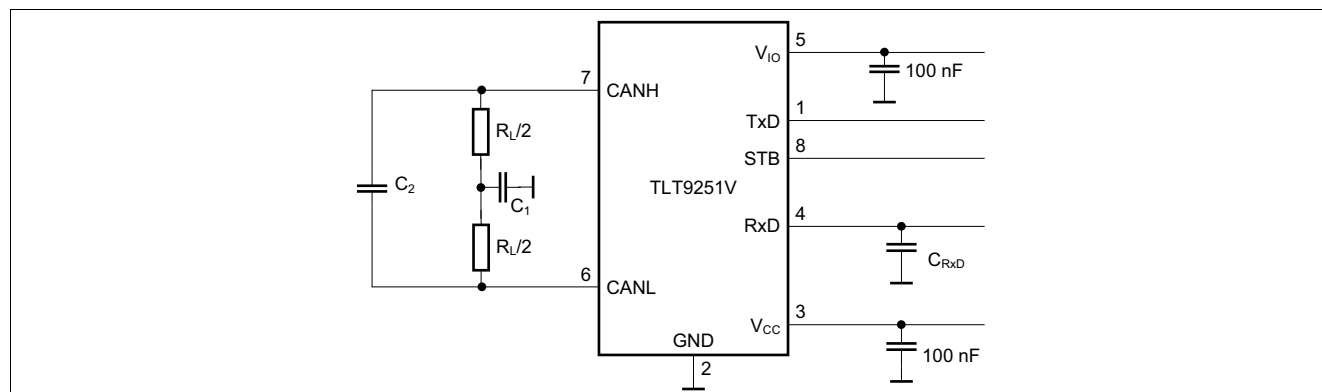 5
V_IO
100 nF
7
CANH
1
TxD
R_L/2
8
STB
C_2
TLT9251V
C_1
4
RxD
R_L/2
C_RxD
6
CANL
3
V_CC
GND
100 nF
2